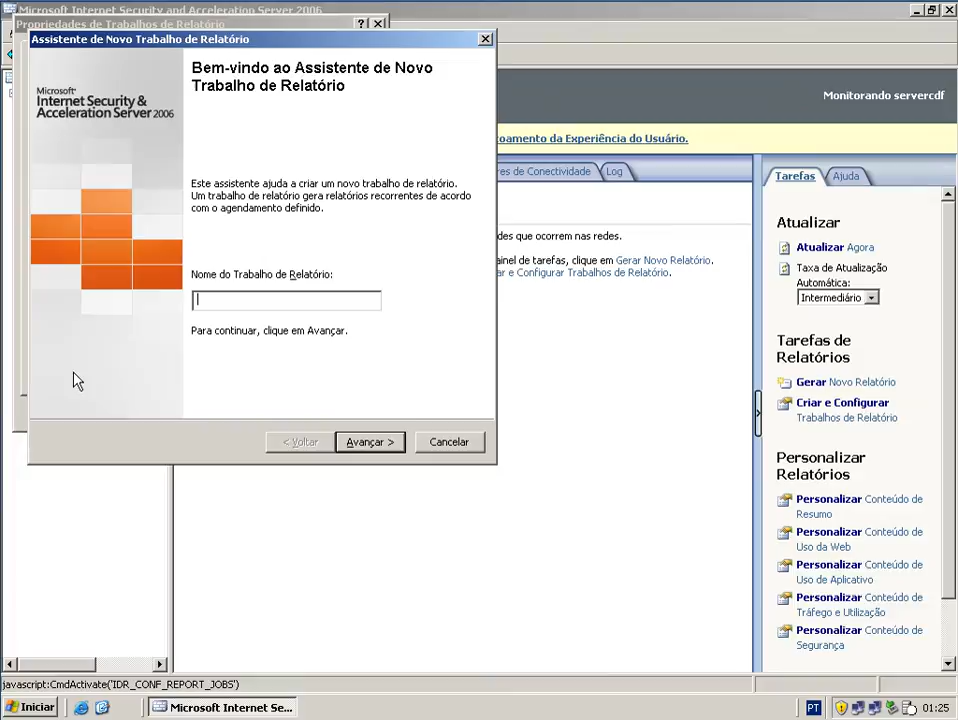 Microsoft Internet Security and Acceleration Server 2006
Propriedades de Trabalhos de Relatório
Assistente de Novo Trabalho de Relatório
Microsoft
Internet Security &
Acceleration Server 2006
Bem-vindo ao Assistente de Novo
Trabalho de Relatório
Este assistente ajuda a criar um novo trabalho de relatório.
Um trabalho de relatório gera relatórios recorrentes de acordo
com o agendamento definido.
Nome do Trabalho de Relatório:
Para continuar, clique em Avançar.
< Voltar
Avançar >
Cancelar
Monitorando servercdf
oamento da Experiência do Usuário.
res de Conectividade
Log
des que ocorrem nas redes.
ainel de tarefas, clique em Gerar Novo Relatório.
ar e Configurar Trabalhos de Relatório.
Tarefas
Ajuda
Atualizar
Atualizar Agora
Taxa de Atualização
Automática:
Intermediário
Tarefas de
Relatórios
Gerar Novo Relatório
Criar e Configurar
Trabalhos de Relatório
Personalizar
Relatórios
Personalizar Conteúdo de
Resumo
Personalizar Conteúdo de
Uso da Web
Personalizar Conteúdo de
Uso de Aplicativo
Personalizar Conteúdo de
Tráfego e Utilização
Personalizar Conteúdo de
Segurança
javascript:CmdActivate('IDR_CONF_REPORT_JOBS')
Iniciar
Microsoft Internet Se...
PT
01:25